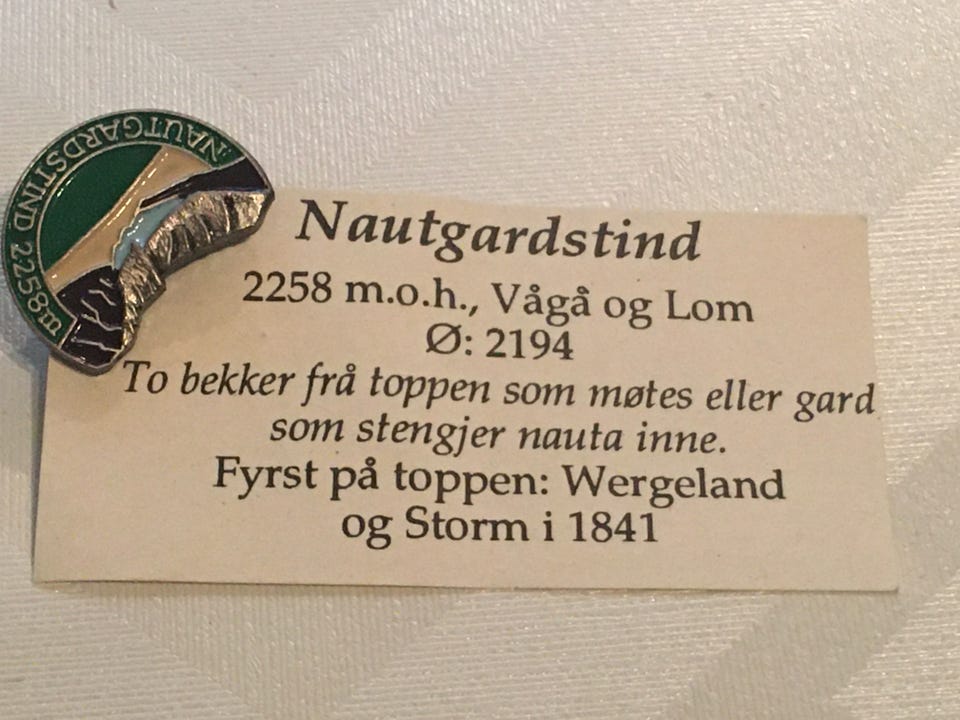 NAUTGARDSTIND 2258m
Nautgardstind
2258 m.o.h., Vågå og Lom
Ø: 2194
To bekker frå toppen som møtes eller gard
som stengjer nauta inne.
Fyrst på toppen: Wergeland
og Storm i 1841